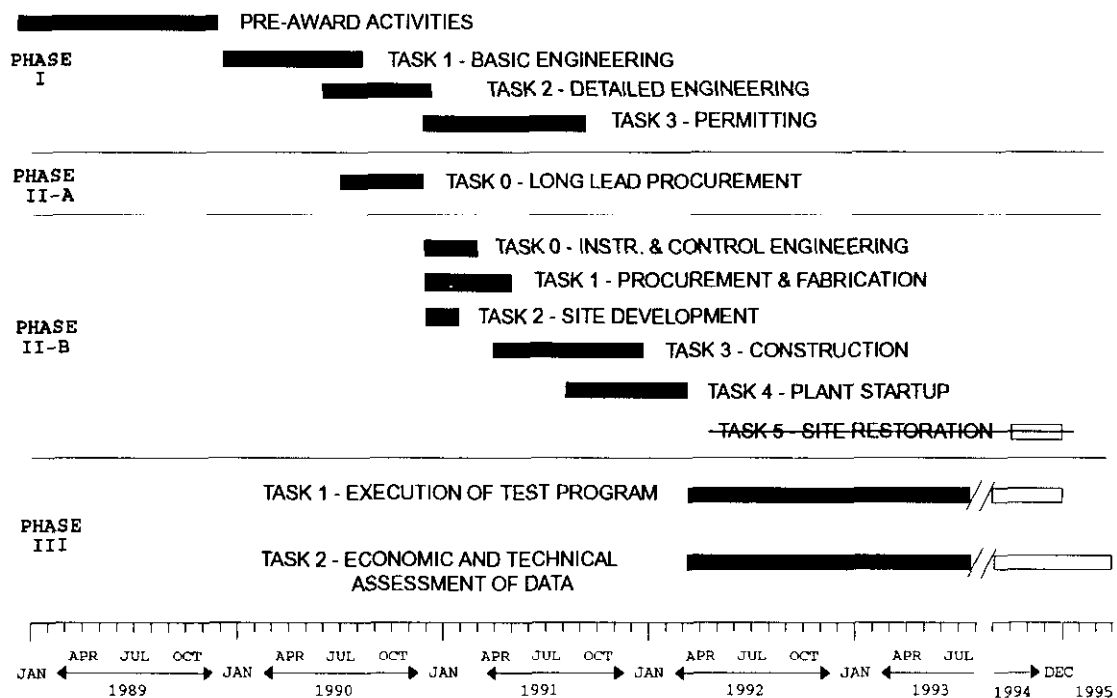 PRE-AWARD ACTIVITIES
PHASE
I
TASK 1 - BASIC ENGINEERING
TASK 2 - DETAILED ENGINEERING
TASK 3 - PERMITTING
PHASE
II-A
TASK 0 - LONG LEAD PROCUREMENT
TASK 0 - INSTR. & CONTROL ENGINEERING
TASK 1 - PROCUREMENT & FABRICATION
TASK 2 - SITE DEVELOPMENT
PHASE
II-B
TASK 3 - CONSTRUCTION
TASK 4 - PLANT STARTUP
TASK 5 - SITE RESTORATION
TASK 1 - EXECUTION OF TEST PROGRAM
PHASE
III
TASK 2 - ECONOMIC AND TECHNICAL
ASSESSMENT OF DATA
APR JUL OCT APR JUL OCT APR JUL OCT APR JUL OCT APR JUL
JAN JAN JAN JAN JAN DEC
1989 1990 1991 1992 1993 1994 1995